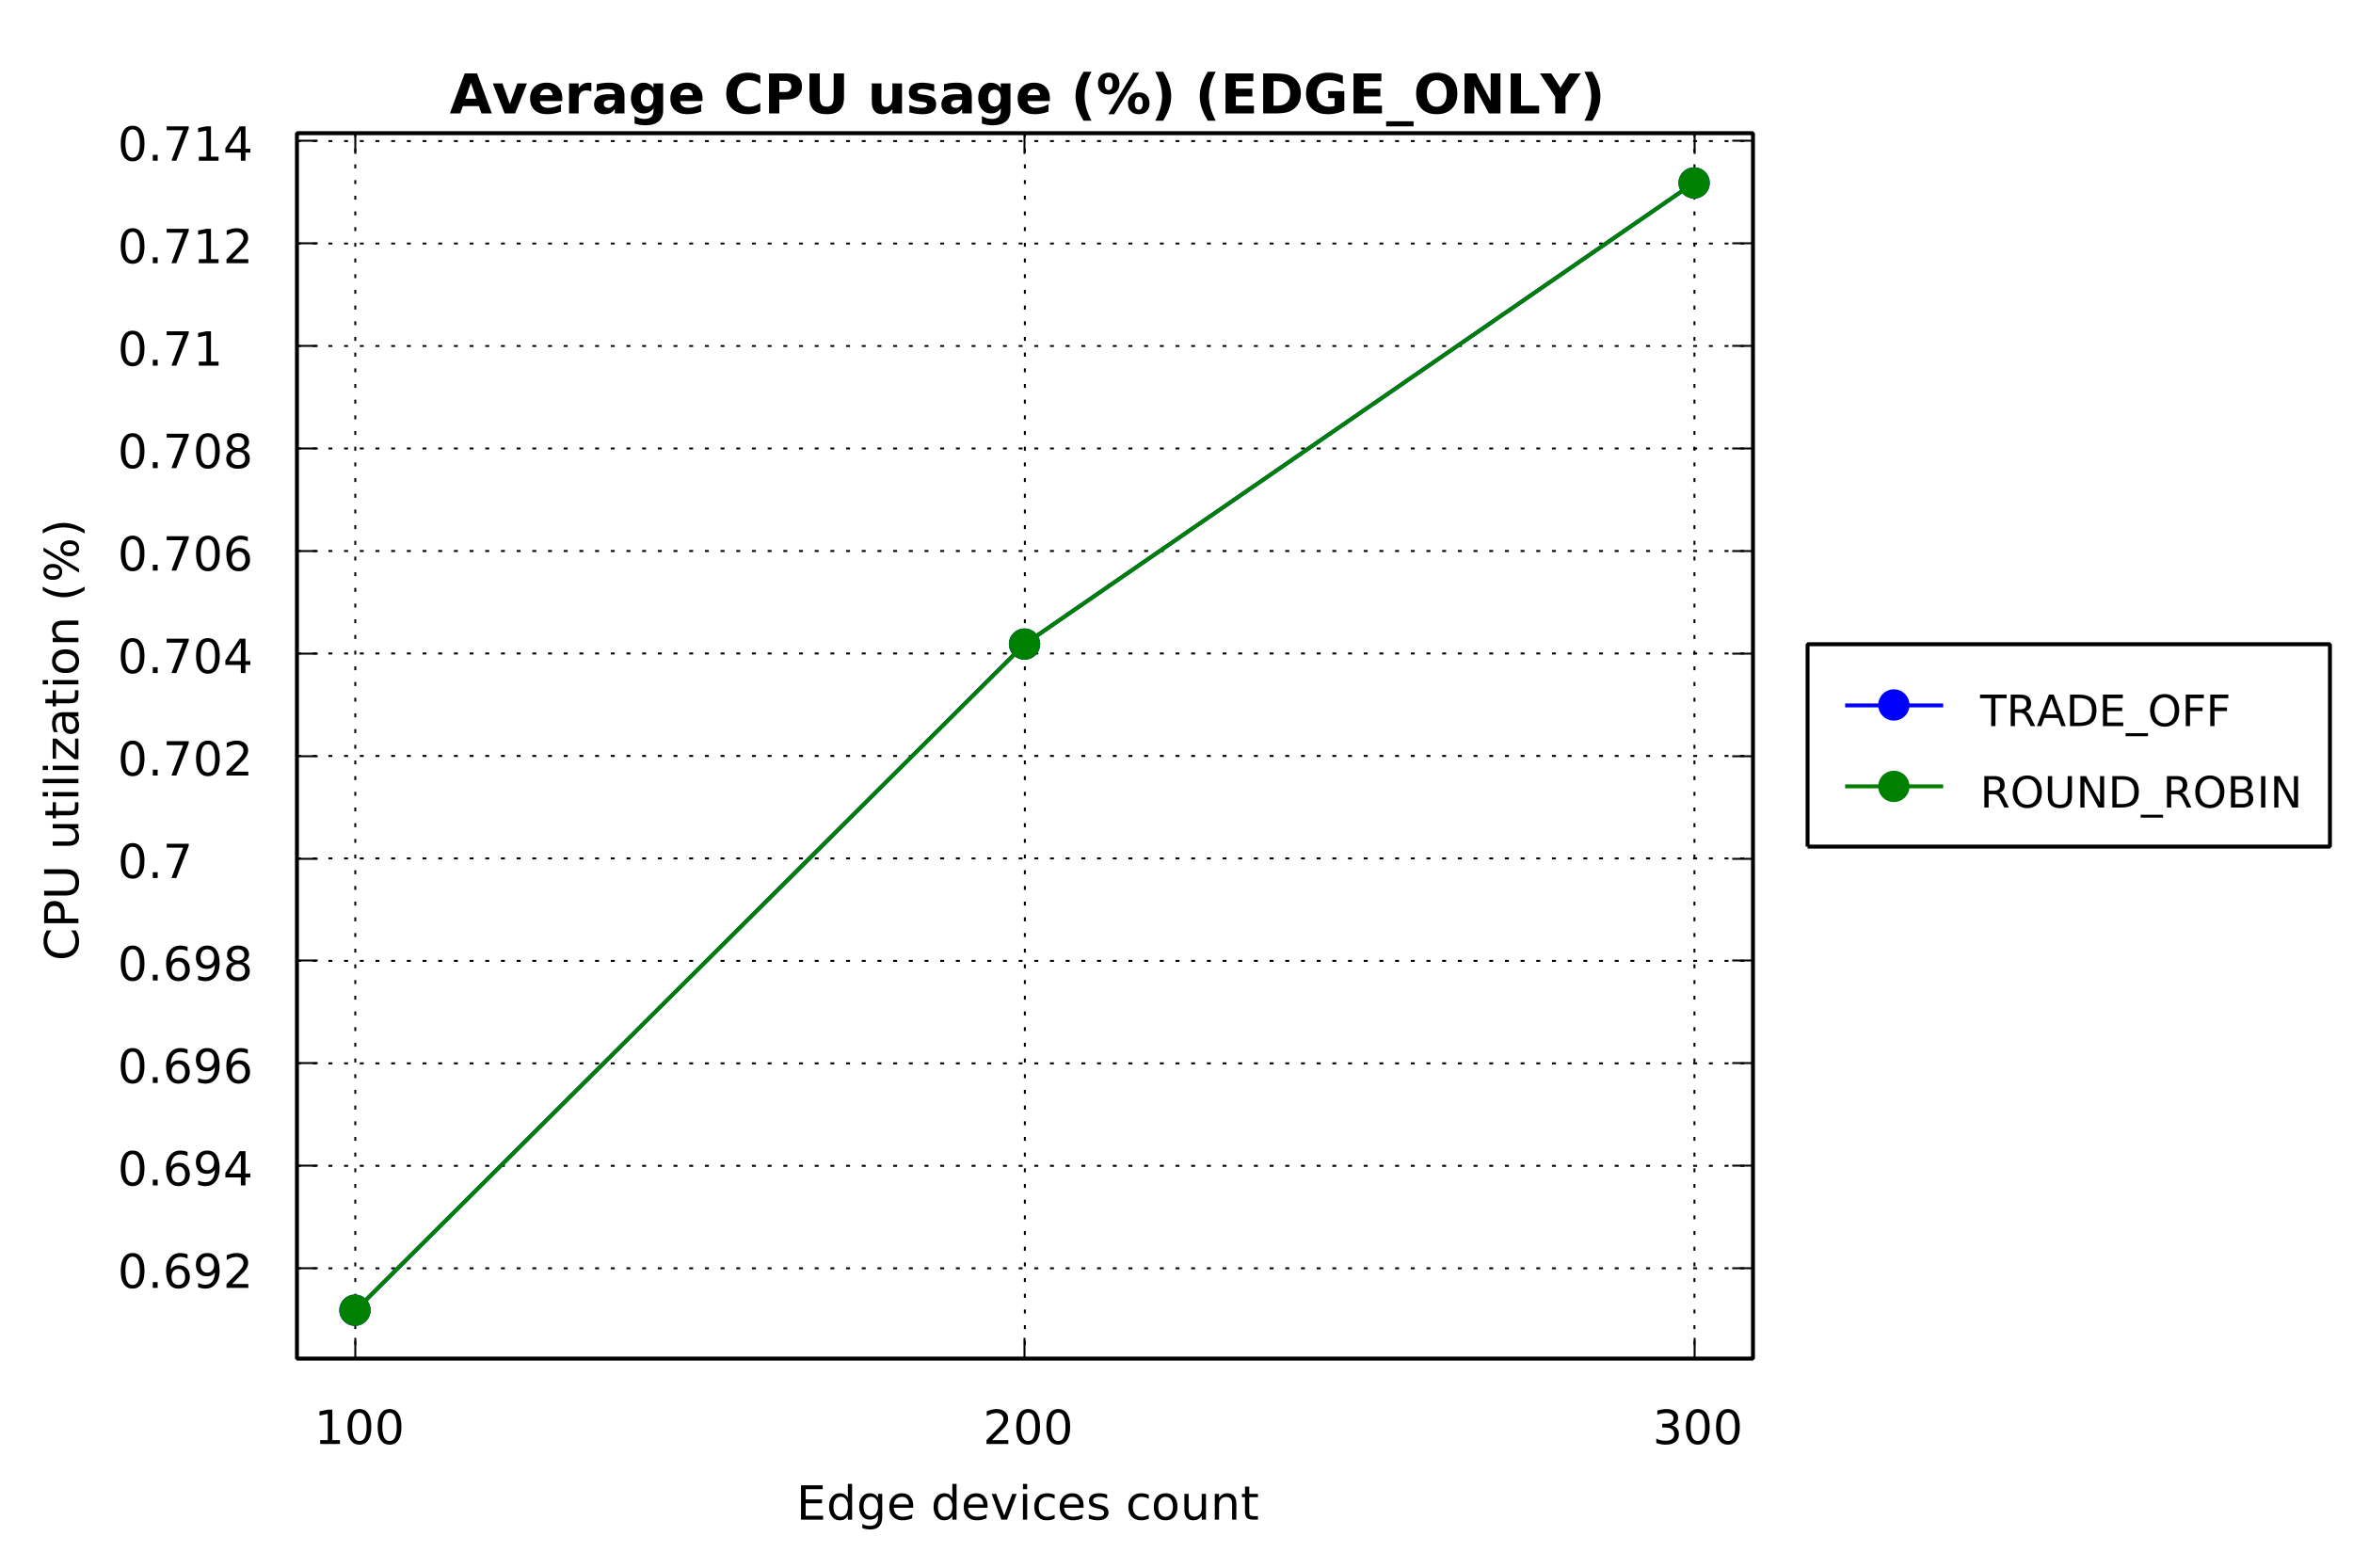 Average CPU usage (%) (EDGE_ONLY)
0.714
0.712
0.71
0.708
0.706
0.704
0.702
0.7
0.698
0.696
0.694
0.692
CPU utilization (%)
TRADE_OFF
ROUND_ROBIN
100 200 300
Edge devices count